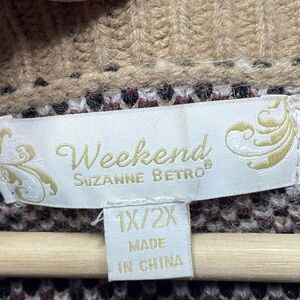 Weekend
SUZANNE BETRO®
1X/2X
MADE
IN CHINA